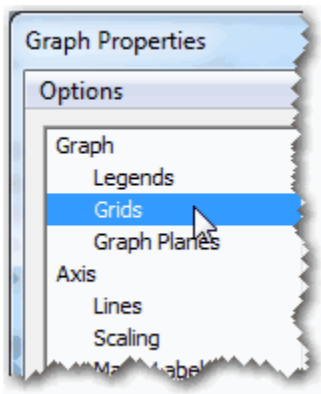 Graph Properties
Options
Graph
Legends
Grids
Graph Planes
Axis
Lines
Scaling